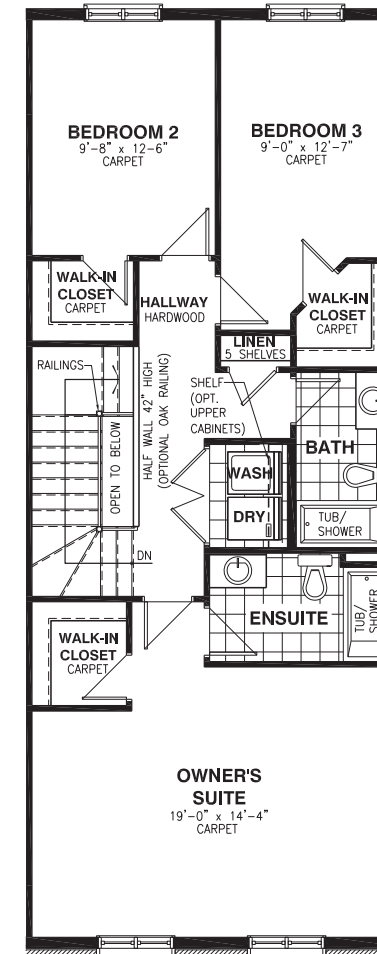 BEDROOM 2
9'-8" x 12-6"
CARPET
BEDROOM 3
9'-0" x 12'-7"
CARPET
WALK-IN
CLOSET
CARPET
HALLWAY
HARDWOOD
WALK-IN
CLOSET
CARPET
LINEN
5 SHELVES
RAILINGS
SHELF
(OPT.
UPPER
CABINETS)
OPEN TO BELOW
HALF WALL 42" HIGH
(OPTIONAL OAK RAILING)
BATH
WASH
DRY
TUB/
SHOWER
DN
ENSUITE
TUB/
SHOWER
WALK-IN
CLOSET
CARPET
OWNER'S
SUITE
19'-0" x 14'-4"
CARPET